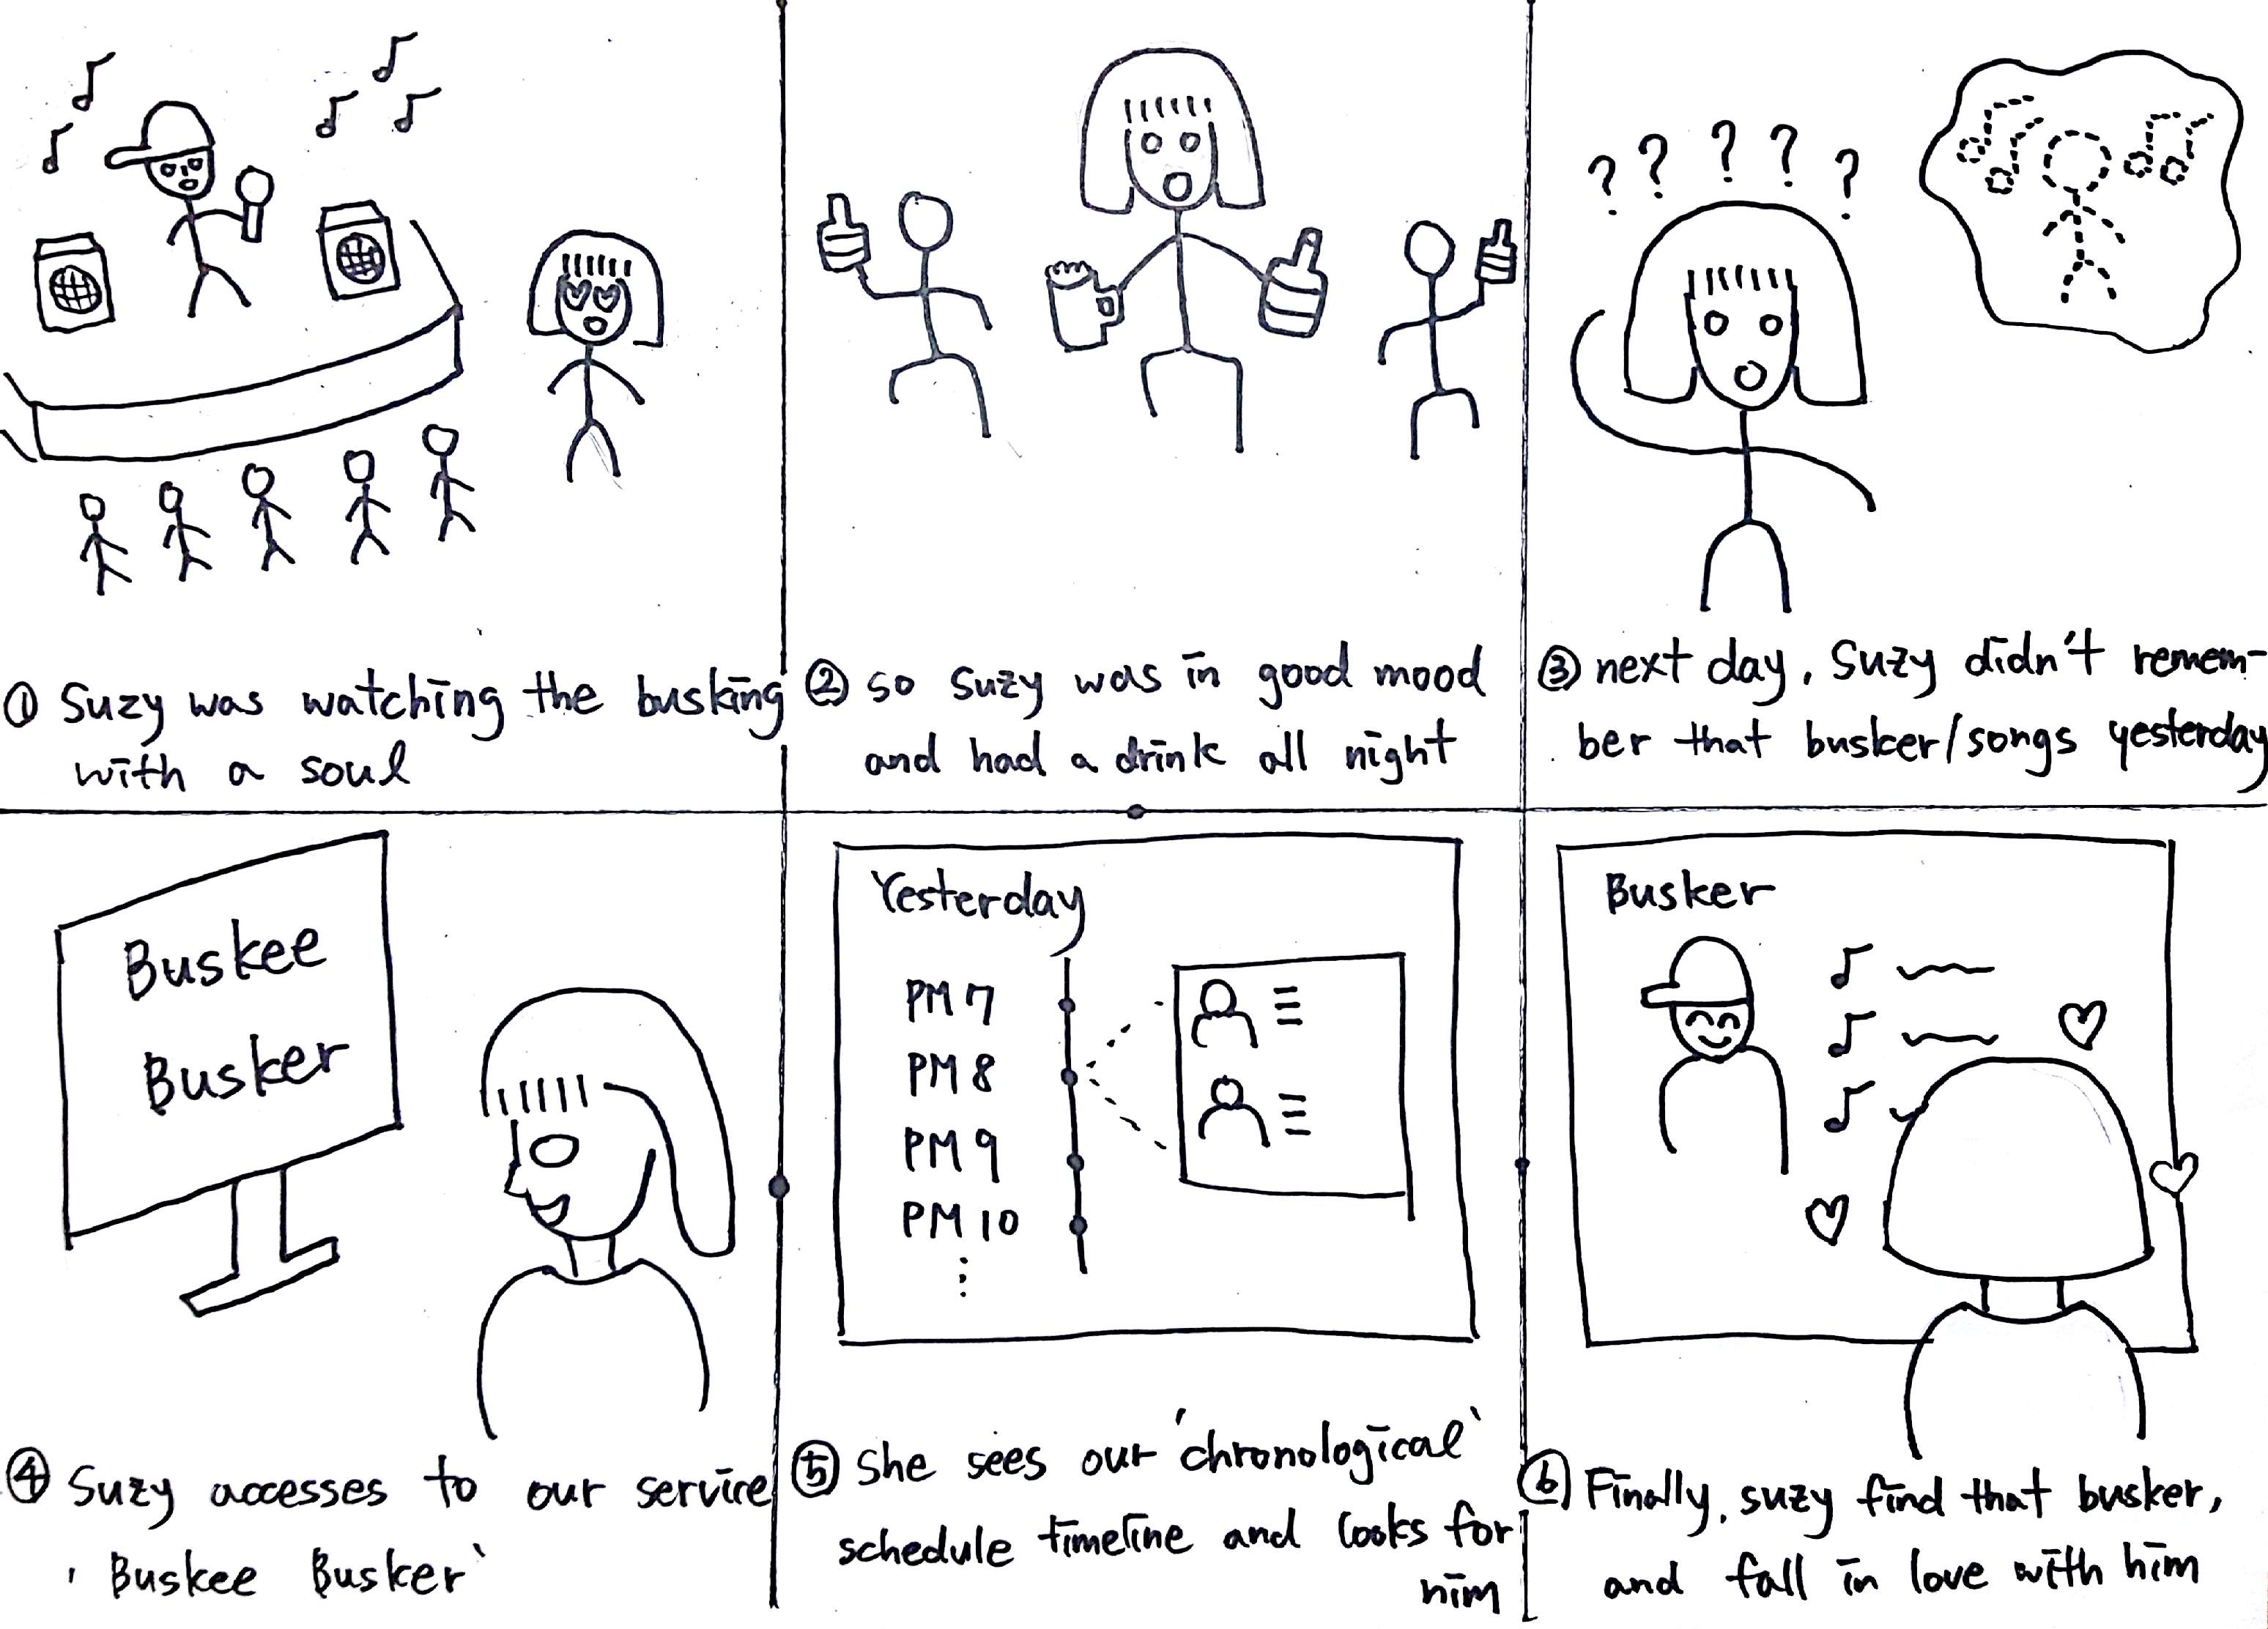 ? ? ? ? ?
① Suzy was watching the busking
with a soul
② so Suzy was in good mood
and had a drink all night
③ next day, Suzy didn't remem-
ber that busker/songs yesterday
Buskee
Busker
④ Suzy accesses to our service
' Buskee Busker`
Yesterday
PM 7
PM 8
PM 9
PM 10
⑤ She sees our 'chronological`
schedule timeline and looks for
him
Busker
⑥ Finally, suzy find that busker,
and fall in love with him